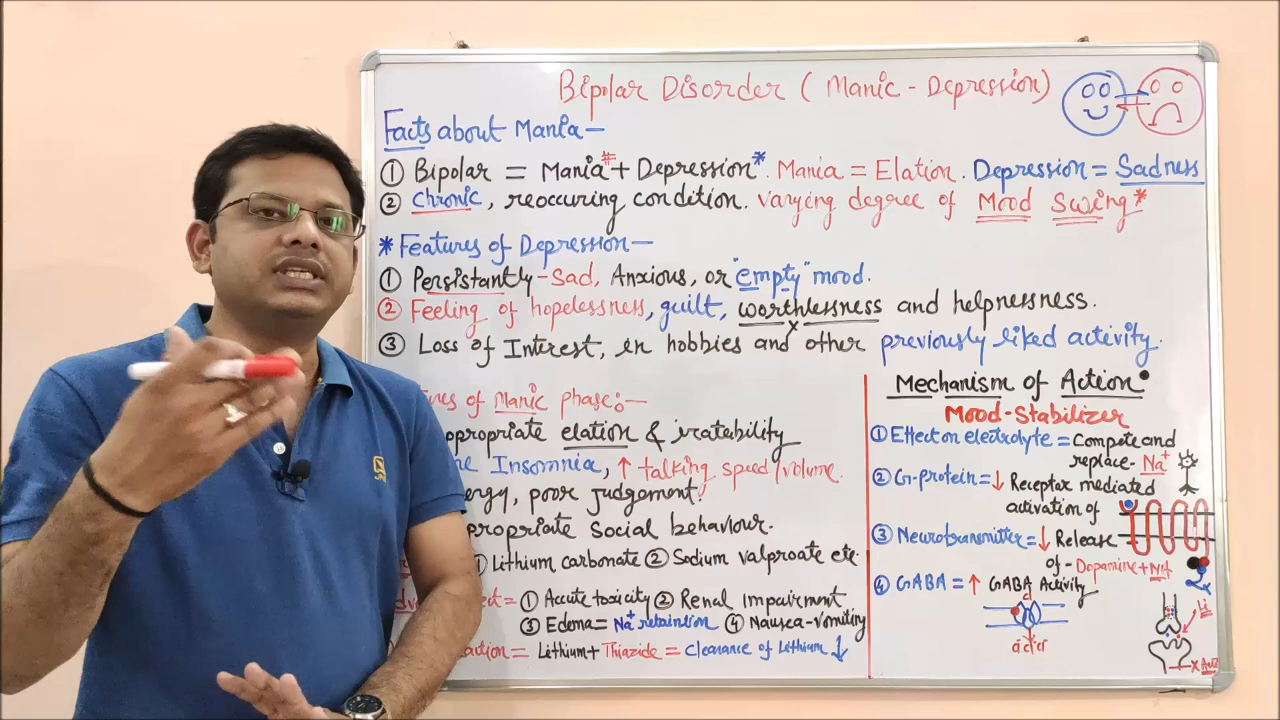 Bipolar Disorder ( Manic - Depression)
Facts about Mania—
① Bipolar = Mania# + Depression*. Mania = Elation. Depression = Sadness
② Chronic, reoccuring condition. varying degree of Mood Swing*
*Features of Depression—
① Persistantly - Sad, Anxious, or "empty" mood.
② Feeling of hopelessness, guilt, worthlessness and helpnessness.
③ Loss of Interest, in hobbies and other previously liked activity.
of Manic phase:—
elation & iratability
Insomnia, ↑ talking speed/volume.
poor judgement.
Social behaviour.
① Lithium carbonate ② Sodium valproate etc.
= ① Accute toxicity ② Renal Impairment
③ Edema = Na+ retaintion ④ Nausea-vomiting
= Lithium + Thiazide = Clearance of Lithium ↓
Mechanism of Action
Mood-Stabilizer
① Effect on electrolyte = Compete and
replace - Na+
② G-protein = ↓ Receptor mediated
activation of
③ Neurotransmitter = ↓ Release
of - Dopamine +
④ GABA = ↑ GABA Activity
cl
Li